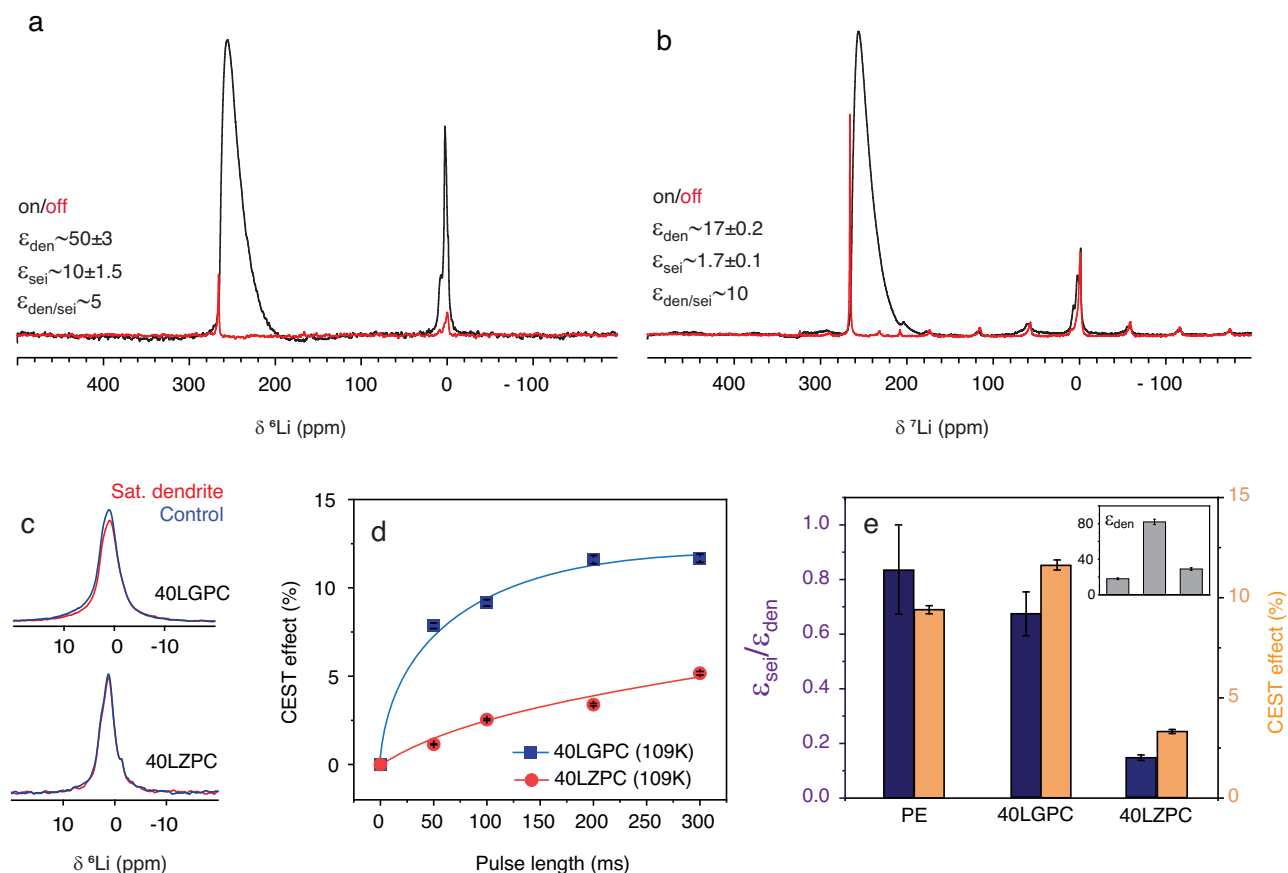 a
on/off
εden~50±3
εsei~10±1.5
εden/sei~5
400 300 200 100 0 - 100
δ ⁶Li (ppm)
b
on/off
εden~17±0.2
εsei~1.7±0.1
εden/sei~10
400 300 200 100 0 - 100
δ ⁷Li (ppm)
c
Sat. dendrite
Control
40LGPC
10 0 -10
40LZPC
10 0 -10
δ ⁶Li (ppm)
d
CEST effect (%)
15
10
5
0
40LGPC (109K)
40LZPC (109K)
0 50 100 150 200 250 300
Pulse length (ms)
e
εsei/εden
1.0
0.8
0.6
0.4
0.2
0.0
εden
80
40
0
15
10
5
0
CEST effect (%)
PE 40LGPC 40LZPC